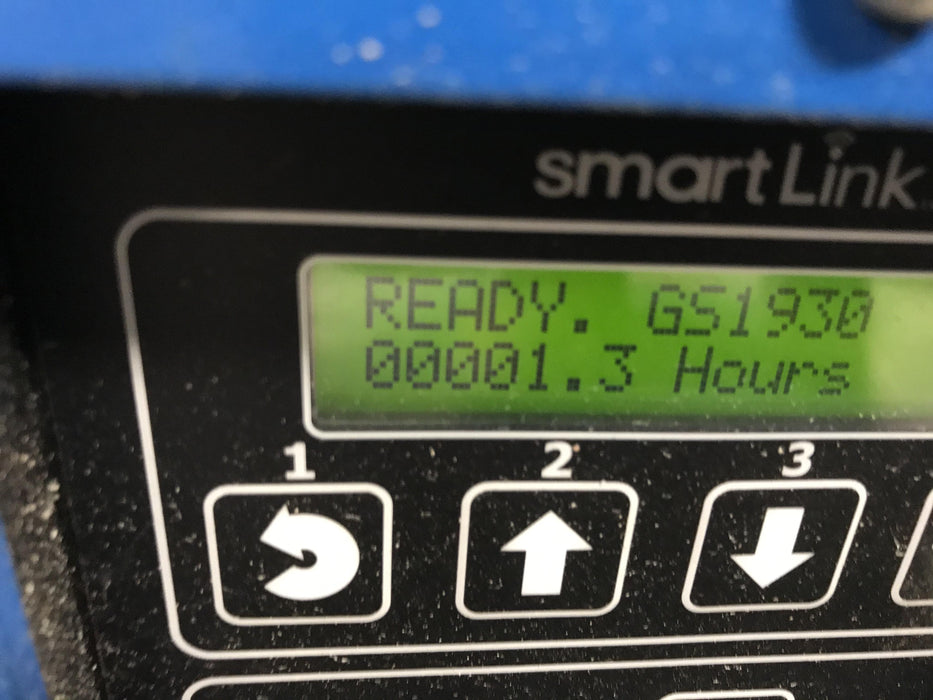 smartLink
READY. GS1930
00001.3 Hours
1 2 3